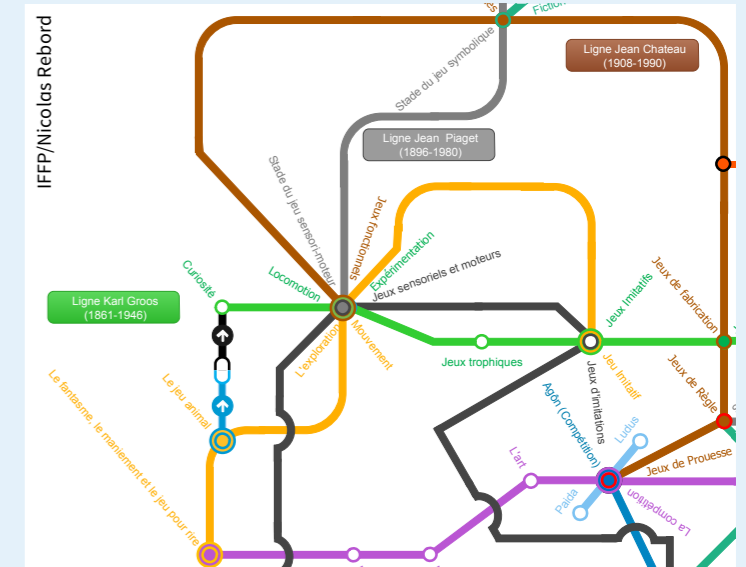 Fiction
Ligne Jean Chateau
(1908-1990)
IFFP/Nicolas Rebord
Stade du jeu symbolique
Ligne Jean Piaget
(1896-1980)
Stade du jeu sensori-moteur
Jeux fonctionnels
Expérimentation
Jeux sensoriels et moteurs
Curiosité
Locomotion
Ligne Karl Groos
(1861-1946)
L'exploration
Mouvement
Jeux trophiques
Jeux Imitatifs
Jeux de fabrication
Jeu Imitatif
Jeux d'imitations
Jeux de Règle
Le jeu animal
Le fantasme, le maniement et le jeu pour rire
Agôn (Compétition)
Ludus
Jeux de Prouesse
L'art
Paida
La compétition